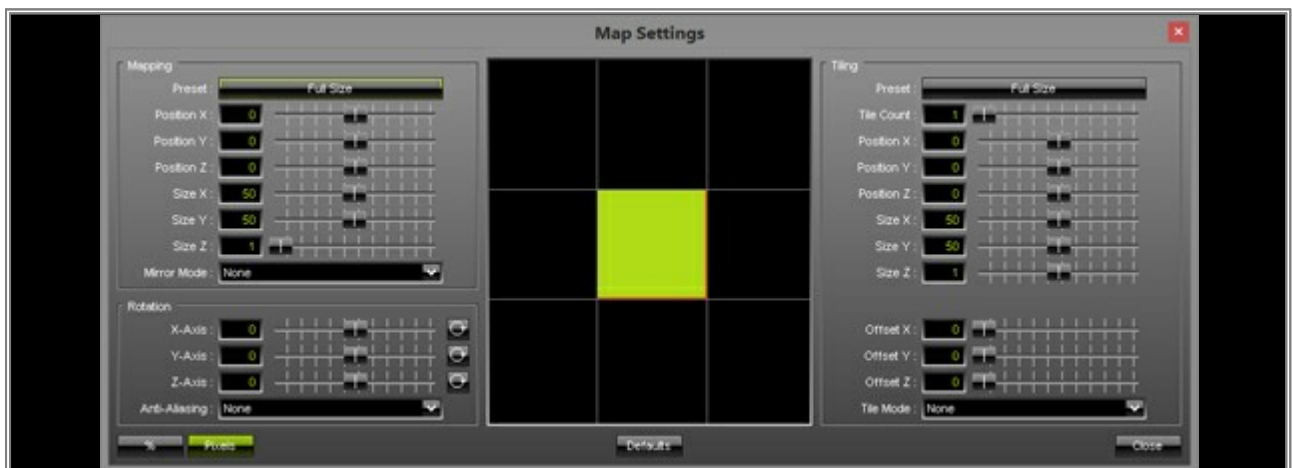 Map Settings
Mapping
Preset : Full Size
Position X : 0
Position Y : 0
Position Z : 0
Size X : 50
Size Y : 50
Size Z : 1
Mirror Mode : None
Rotation
X-Axis : 0
Y-Axis : 0
Z-Axis : 0
Anti-Aliasing : None
Tiling
Preset : Full Size
Tile Count : 1
Position X : 0
Position Y : 0
Position Z : 0
Size X : 50
Size Y : 50
Size Z : 1
Offset X : 0
Offset Y : 0
Offset Z : 0
Tile Mode : None
% Pixels
Defaults
Close